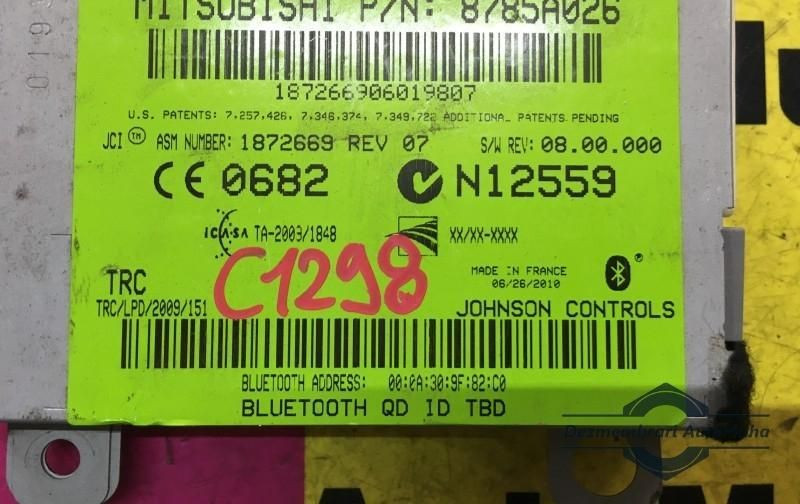 MITSUBISHI P/N: 8785A026
187266906019807
U.S. PATENTS: 7,257,426, 7,346,374, 7,349,722 ADDITIONAL PATENTS PENDING
JCI TM ASM NUMBER: 1872669 REV 07 S/W REV: 08.00.000
CE 0682 N12559
ICASA TA-2003/1848 XX/XX-XXXX
C1298
TRC
TRC/LPD/2009/151
MADE IN FRANCE
06/26/2010
JOHNSON CONTROLS
BLUETOOTH ADDRESS: 00:0A:30:9F:82:C0
BLUETOOTH QD ID TBD